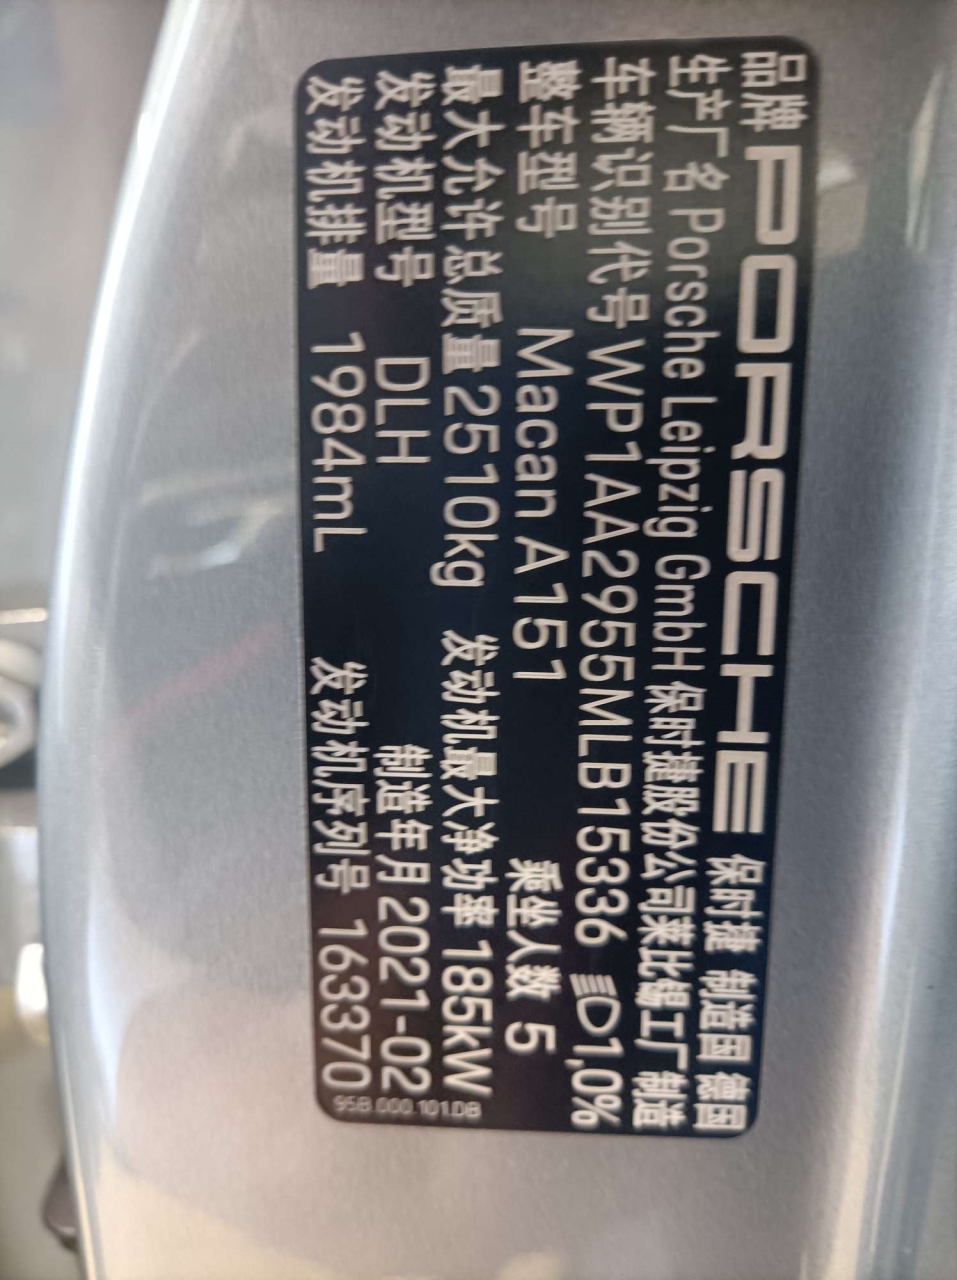 品牌 PORSCHE 保时捷 制造国 德国
生产厂名 Porsche Leipzig GmbH 保时捷股份公司莱比锡工厂制造
车辆识别代号 WP1AA2955MLB15336 1,0%
整车型号 Macan A151 乘坐人数 5
最大允许总质量 2510kg 发动机最大净功率 185kW
发动机型号 DLH 制造年月 2021-02
发动机排量 1984mL 发动机序列号 163370
95B.000.101.DB